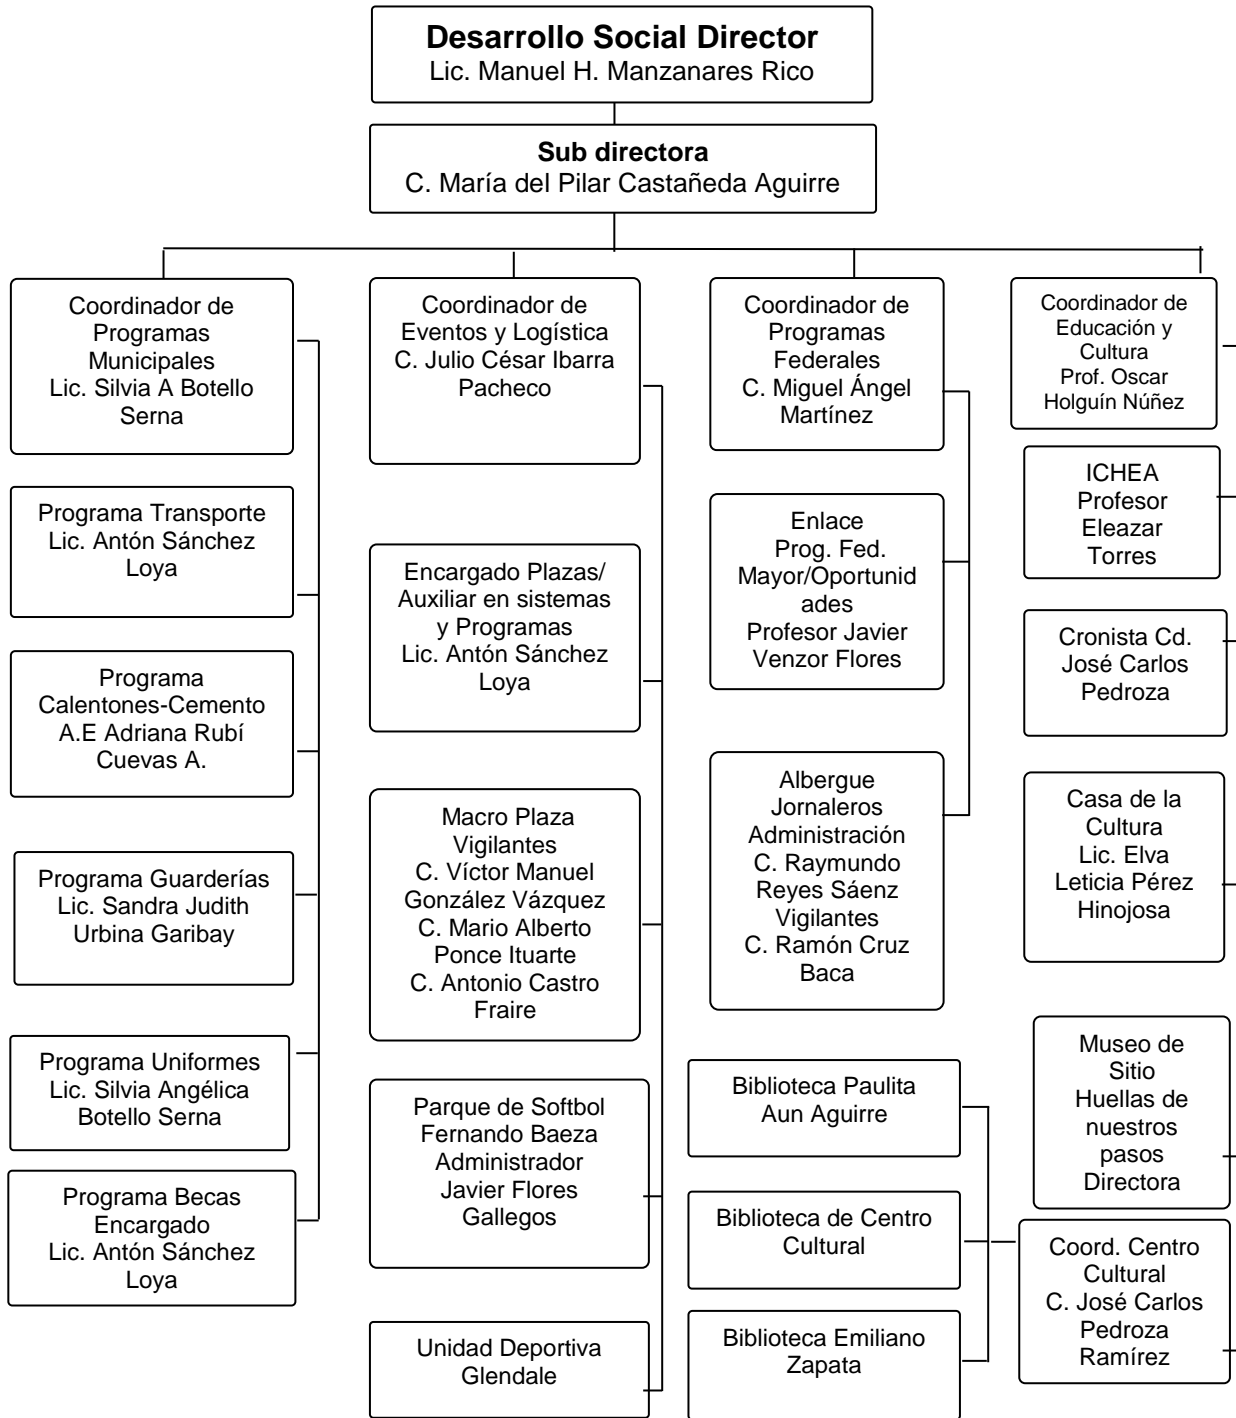 Desarrollo Social Director
Lic. Manuel H. Manzanares Rico
Sub directora
C. María del Pilar Castañeda Aguirre
Coordinador de
Programas
Municipales
Lic. Silvia A Botello
Serna
Programa Transporte
Lic. Antón Sánchez
Loya
Programa
Calentones-Cemento
A.E Adriana Rubí
Cuevas A.
Programa Guarderías
Lic. Sandra Judith
Urbina Garibay
Programa Uniformes
Lic. Silvia Angélica
Botello Serna
Programa Becas
Encargado
Lic. Antón Sánchez
Loya
Coordinador de
Eventos y Logística
C. Julio César Ibarra
Pacheco
Encargado Plazas/
Auxiliar en sistemas
y Programas
Lic. Antón Sánchez
Loya
Macro Plaza
Vigilantes
C. Víctor Manuel
González Vázquez
C. Mario Alberto
Ponce Ituarte
C. Antonio Castro
Fraire
Parque de Softbol
Fernando Baeza
Administrador
Javier Flores
Gallegos
Unidad Deportiva
Glendale
Coordinador de
Programas
Federales
C. Miguel Ángel
Martínez
Enlace
Prog. Fed.
Mayor/Oportunid
ades
Profesor Javier
Venzor Flores
Albergue
Jornaleros
Administración
C. Raymundo
Reyes Sáenz
Vigilantes
C. Ramón Cruz
Baca
Coordinador de
Educación y
Cultura
Prof. Oscar
Holguín Núñez
ICHEA
Profesor
Eleazar
Torres
Cronista Cd.
José Carlos
Pedroza
Casa de la
Cultura
Lic. Elva
Leticia Pérez
Hinojosa
Museo de
Sitio
Huellas de
nuestros
pasos
Directora
Coord. Centro
Cultural
C. José Carlos
Pedroza
Ramírez
Biblioteca Paulita
Aun Aguirre
Biblioteca de Centro
Cultural
Biblioteca Emiliano
Zapata